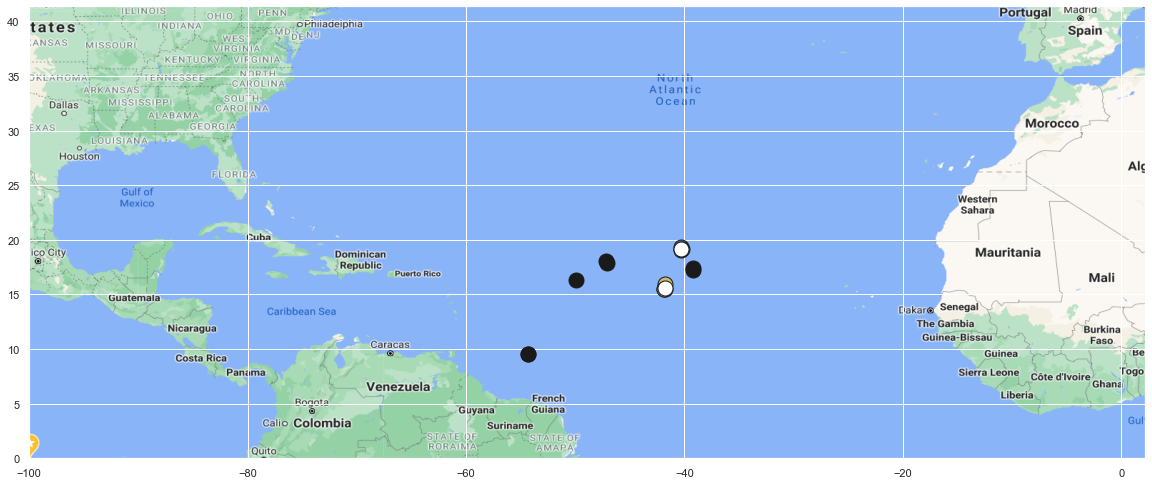 ILLINOIS
OHIO
PENN
Philadelphia
tates
INDIANA
MD
DE
NJ
KANSAS
MISSOURI
WEST
VIRGINIA
KENTUCKY
VIRGINIA
OKLAHOMA
TENNESSEE
NORTH
CAROLINA
ARKANSAS
MISSISSIPPI
SOUTH
CAROLINA
Dallas
ALABAMA
GEORGIA
EXAS
LOUISIANA
Houston
FLORIDA
Gulf of
Mexico
North
Atlantic
Ocean
Portugal
Madrid
Spain
Morocco
Alg
Western
Sahara
Mauritania
Mali
ico City
Cuba
Dominican
Republic
Puerto Rico
Guatemala
Caribbean Sea
Nicaragua
Costa Rica
Panama
Caracas
Venezuela
Bogota
Cali
Colombia
Guyana
French
Guiana
Suriname
STATE OF
RORAIMA
STATE OF
AMAPA
Quito
Dakar
Senegal
The Gambia
Guinea-Bissau
Guinea
Sierra Leone
Liberia
Côte d'Ivoire
Burkina
Faso
Be
Togo
Ghana
Gul
40
35
30
25
20
15
10
5
0
−100
−80
−60
−40
−20
0